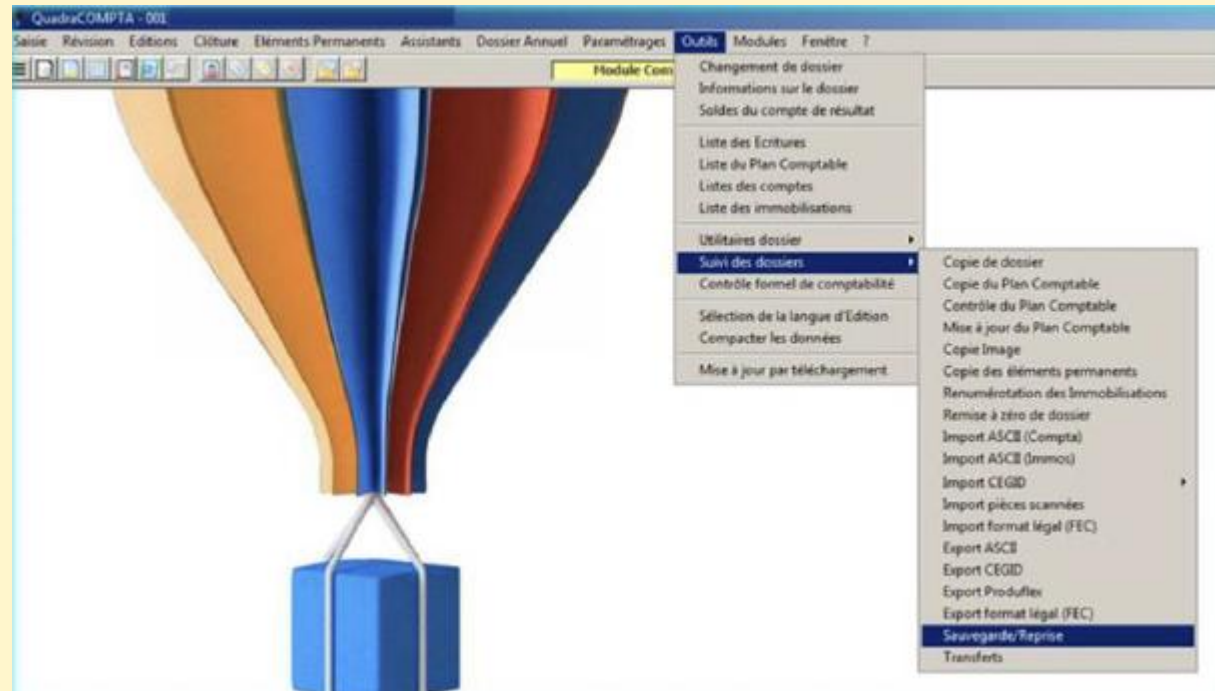 QuadraCOMPTA - 001
Saisie Révision Editions Clôture Eléments Permanents Assistants Dossier Annuel Paramétrages Outils Modules Fenêtre ?
Module Com
Changement de dossier
Informations sur le dossier
Soldes du compte de résultat
Liste des Ecritures
Liste du Plan Comptable
Listes des comptes
Liste des immobilisations
Utilitaires dossier
Suivi des dossiers
Contrôle formel de comptabilité
Sélection de la langue d'Edition
Compacter les données
Mise à jour par téléchargement
Copie de dossier
Copie du Plan Comptable
Contrôle du Plan Comptable
Mise à jour du Plan Comptable
Copie Image
Copie des éléments permanents
Renumérotation des Immobilisations
Remise à zéro de dossier
Import ASCII (Compta)
Import ASCII (Immos)
Import CEGID
Import pièces scannées
Import format légal (FEC)
Export ASCII
Export CEGID
Export Produflex
Export format légal (FEC)
Sauvegarde/Reprise
Transferts